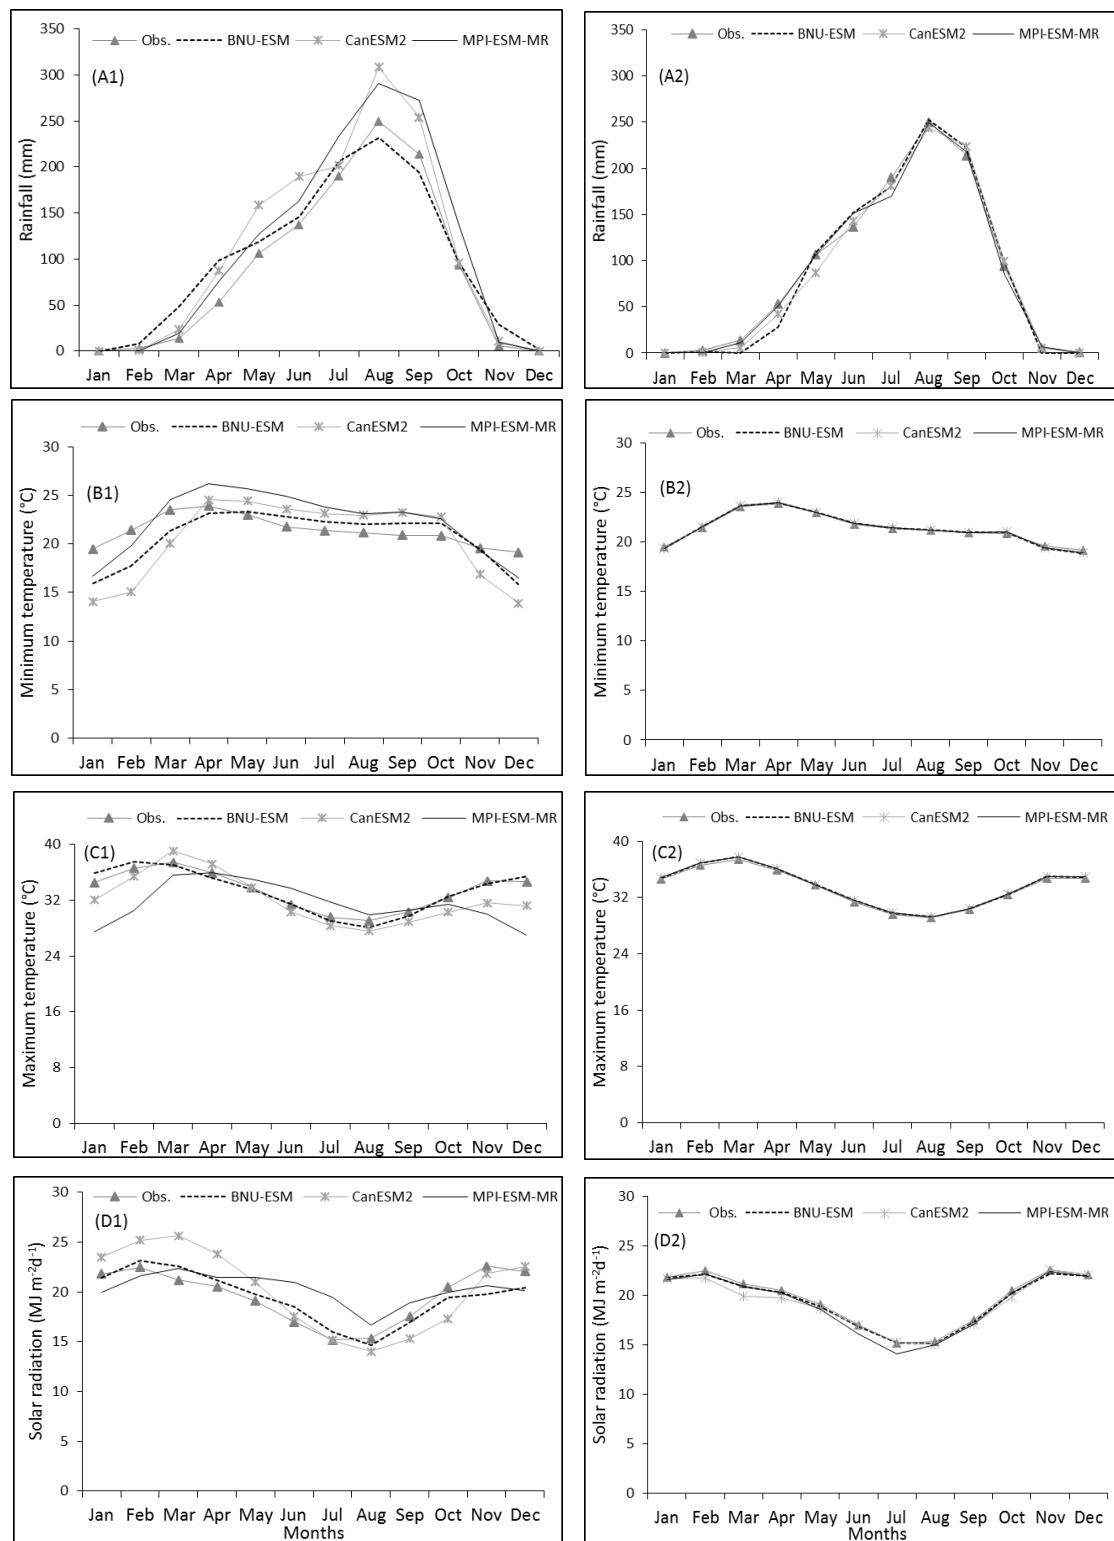 Obs. BNU-ESM CanESM2 MPI-ESM-MR
(A1)
Rainfall (mm)
350
300
250
200
150
100
50
0
Jan Feb Mar Apr May Jun Jul Aug Sep Oct Nov Dec
Obs. BNU-ESM CanESM2 MPI-ESM-MR
(A2)
Rainfall (mm)
350
300
250
200
150
100
50
0
Jan Feb Mar Apr May Jun Jul Aug Sep Oct Nov Dec
Obs. BNU-ESM CanESM2 MPI-ESM-MR
(B1)
Minimum temperature (°C)
30
25
20
15
10
5
0
Jan Feb Mar Apr May Jun Jul Aug Sep Oct Nov Dec
Obs. BNU-ESM CanESM2 MPI-ESM-MR
(B2)
Minimum temperature (°C)
30
25
20
15
10
5
0
Jan Feb Mar Apr May Jun Jul Aug Sep Oct Nov Dec
Obs. BNU-ESM CanESM2 MPI-ESM-MR
(C1)
Maximum temperature (°C)
40
32
24
16
8
0
Jan Feb Mar Apr May Jun Jul Aug Sep Oct Nov Dec
Obs. BNU-ESM CanESM2 MPI-ESM-MR
(C2)
Maximum temperature (°C)
40
32
24
16
8
0
Jan Feb Mar Apr May Jun Jul Aug Sep Oct Nov Dec
Obs. BNU-ESM CanESM2 MPI-ESM-MR
(D1)
Solar radiation (MJ m⁻²d⁻¹)
30
25
20
15
10
5
0
Jan Feb Mar Apr May Jun Jul Aug Sep Oct Nov Dec
Months
Obs. BNU-ESM CanESM2 MPI-ESM-MR
(D2)
Solar radiation (MJ m⁻²d⁻¹)
30
25
20
15
10
5
0
Jan Feb Mar Apr May Jun Jul Aug Sep Oct Nov Dec
Months